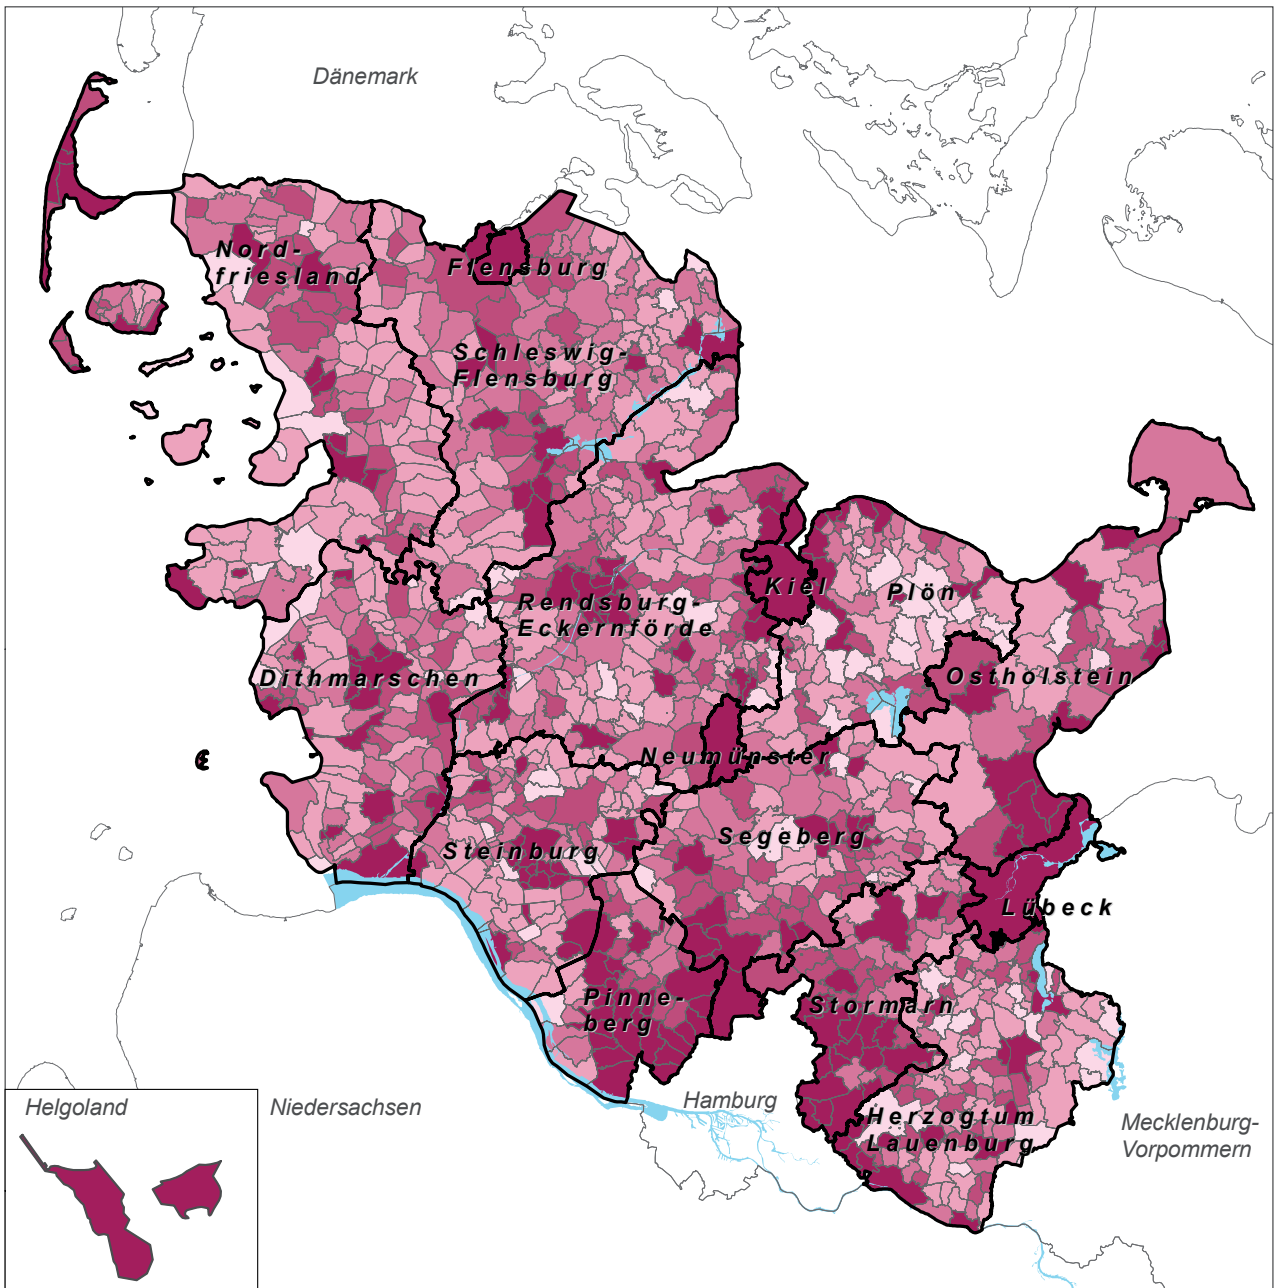 Dänemark
Nord-
friesland
Flensburg
Schleswig-
Flensburg
Kiel
Plön
Rendsburg-
Eckernförde
Ostholstein
Dithmarschen
Neumünster
Segeberg
Steinburg
Lübeck
Pinne-
berg
Stormarn
Helgoland
Niedersachsen
Hamburg
Herzogtum
Lauenburg
Mecklenburg-
Vorpommern